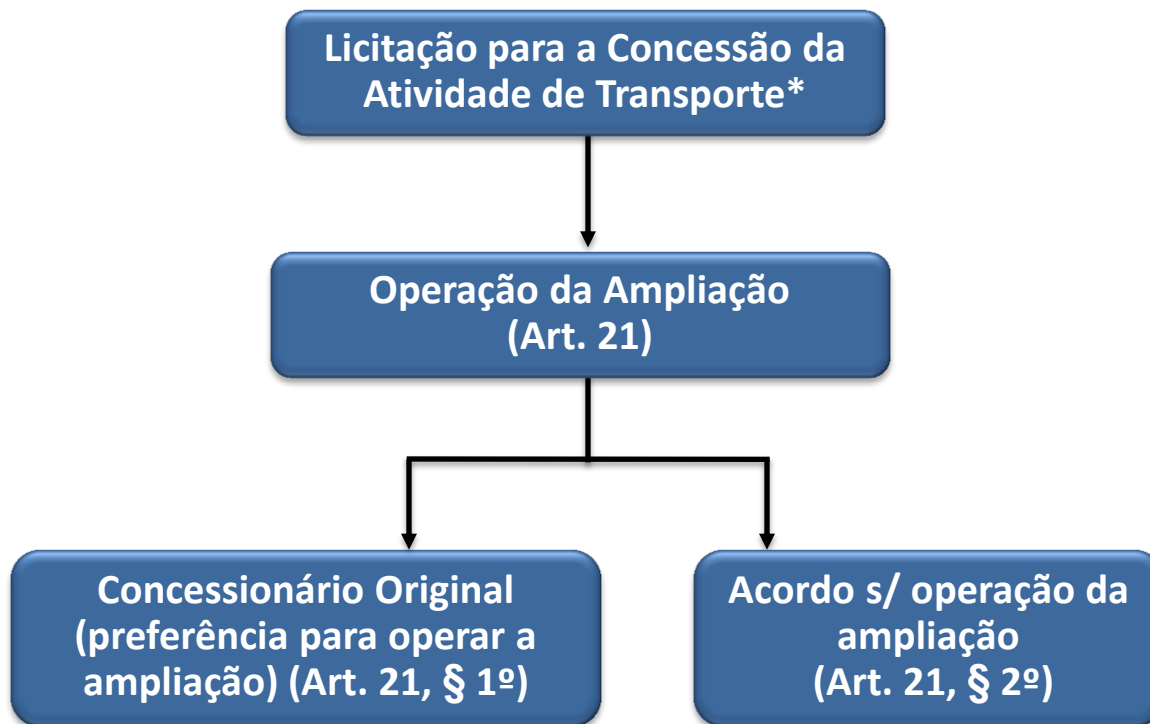 Licitação para a Concessão da
Atividade de Transporte*
Operação da Ampliação
(Art. 21)
Concessionário Original
(preferência para operar a
ampliação) (Art. 21, § 1º)
Acordo s/ operação da
ampliação
(Art. 21, § 2º)